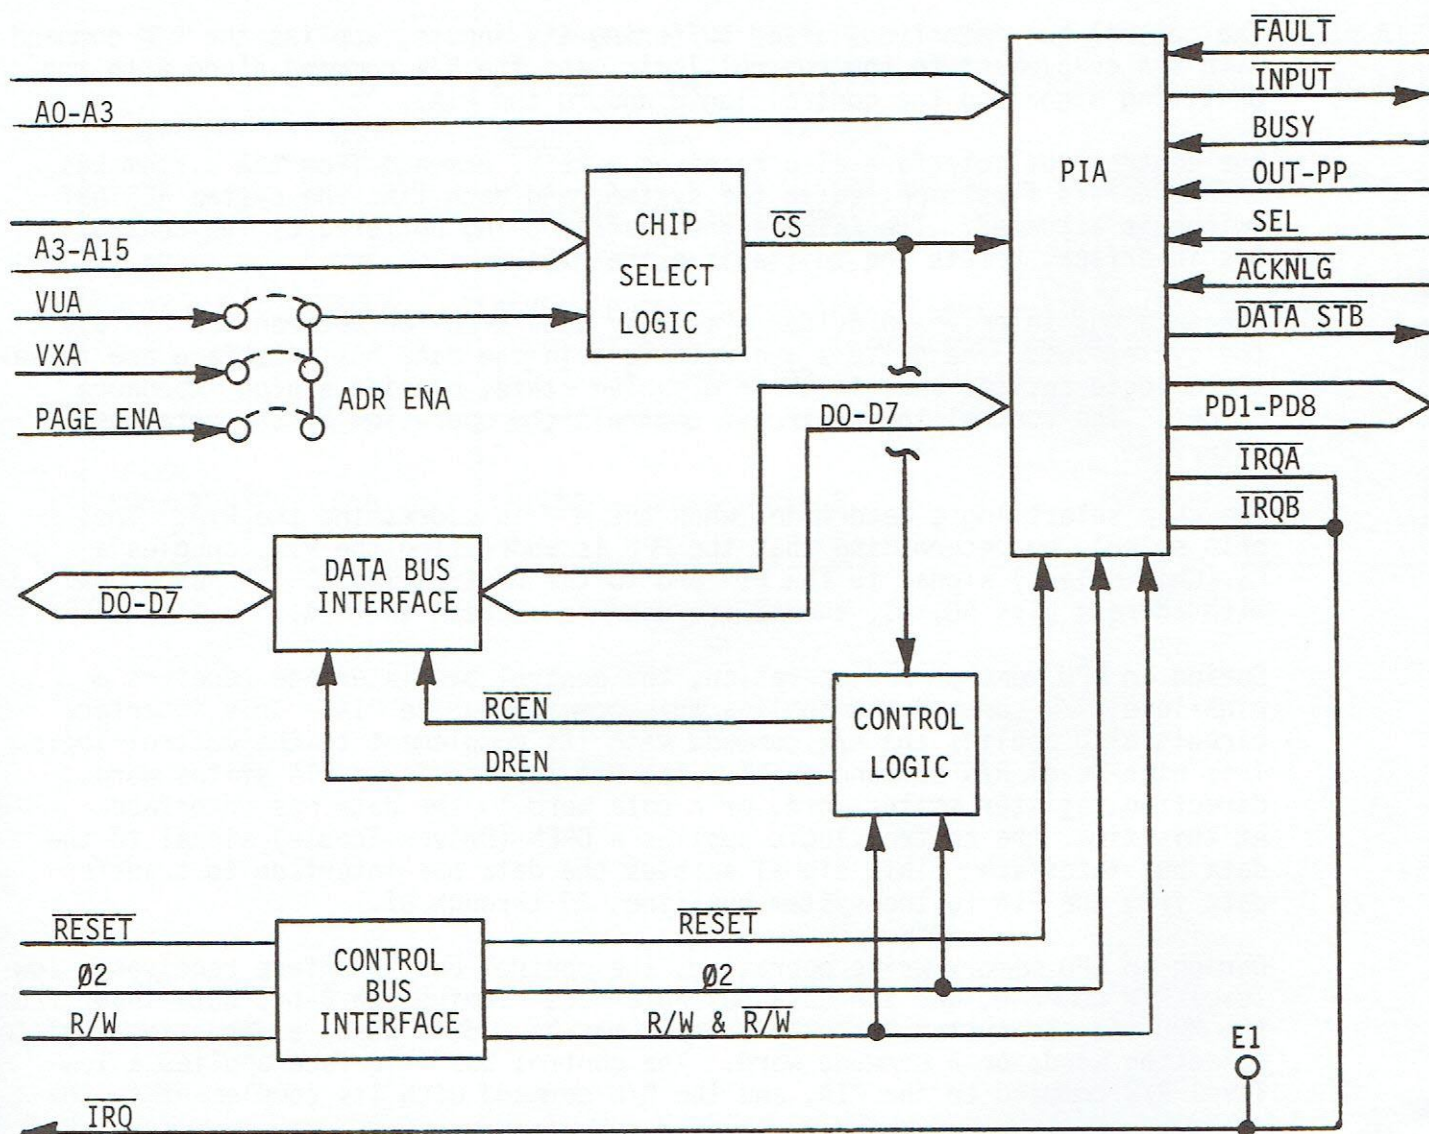 FAULT
INPUT
A0-A3
BUSY
PIA
OUT-PP
CHIP
SELECT
LOGIC
CS
SEL
A3-A15
ACKNLG
VUA
DATA STB
VXA
ADR ENA
PAGE ENA
D0-D7
PD1-PD8
IRQA
IRQB
DATA BUS
INTERFACE
D0-D7
RCEN
CONTROL
LOGIC
DREN
RESET
CONTROL
BUS
INTERFACE
RESET
Ø2
Ø2
R/W
R/W & R/W
E1
IRQ